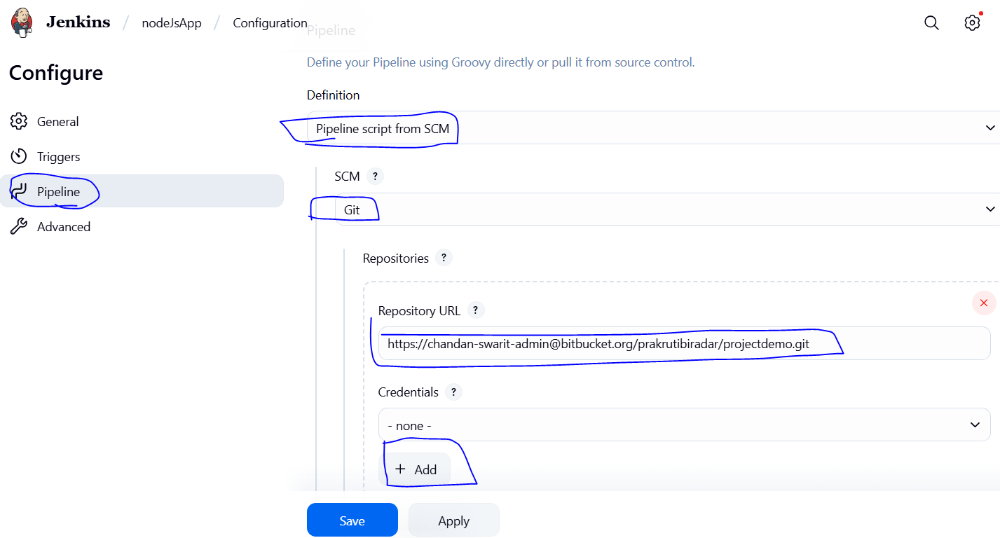 Jenkins / nodeJsApp / Configuration
Pipeline
Define your Pipeline using Groovy directly or pull it from source control.
Configure
General
Triggers
Pipeline
Advanced
Definition
Pipeline script from SCM
SCM ?
Git
Repositories ?
Repository URL ?
https://chandan-swarit-admin@bitbucket.org/prakrutibiradar/projectdemo.git
Credentials ?
- none -
+ Add
Save Apply